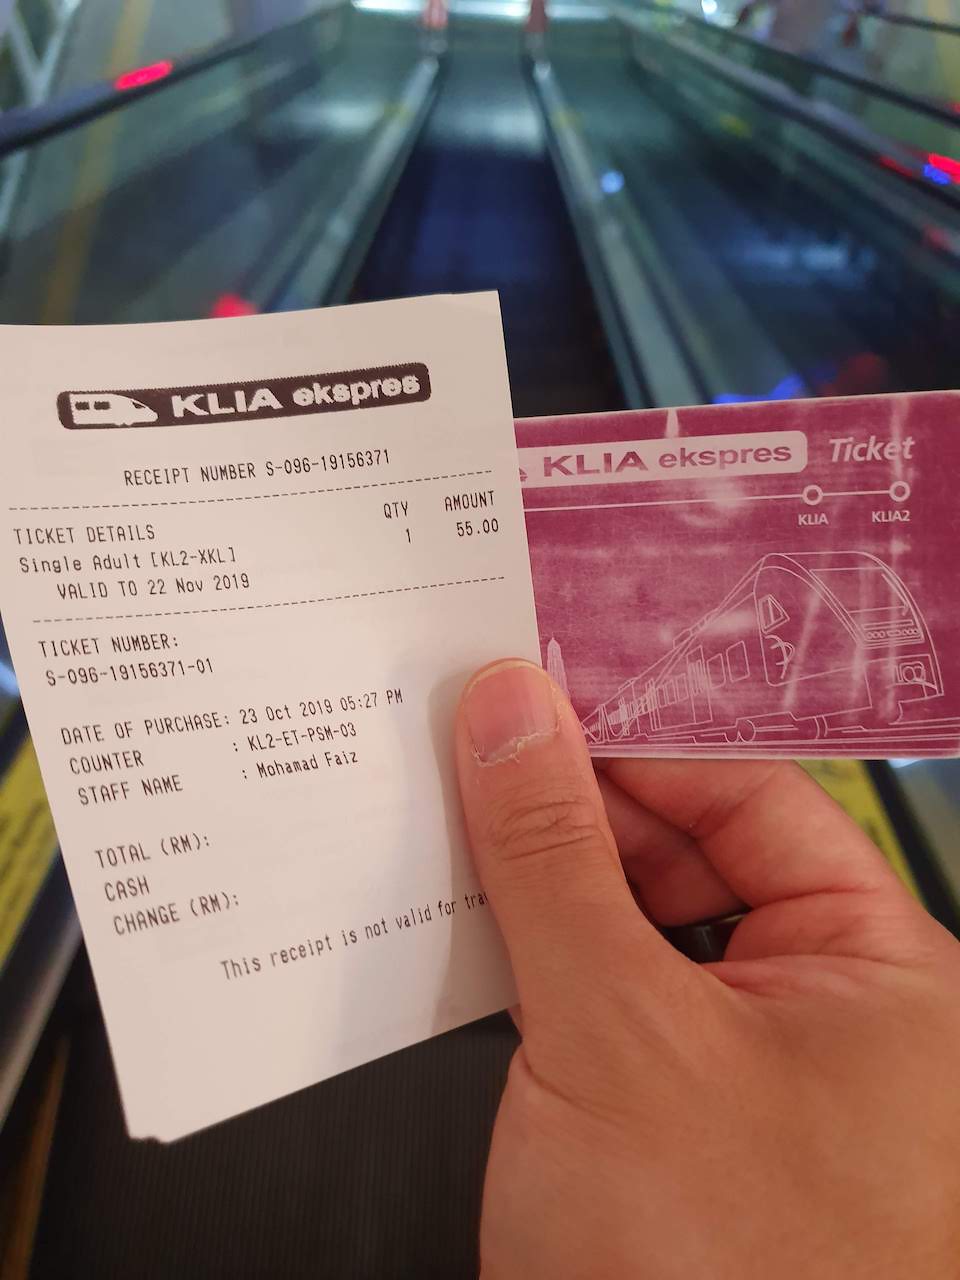 KLIA ekspres
RECEIPT NUMBER S-096-19156371
TICKET DETAILS QTY AMOUNT
Single Adult [KL2-XKL] 1 55.00
VALID TO 22 Nov 2019
TICKET NUMBER:
S-096-19156371-01
DATE OF PURCHASE: 23 Oct 2019 05:27 PM
COUNTER : KL2-ET-PSM-03
STAFF NAME : Mohamad Faiz
TOTAL (RM):
CASH
CHANGE (RM):
This receipt is not valid for
KLIA ekspres Ticket
KLIA KLIA2